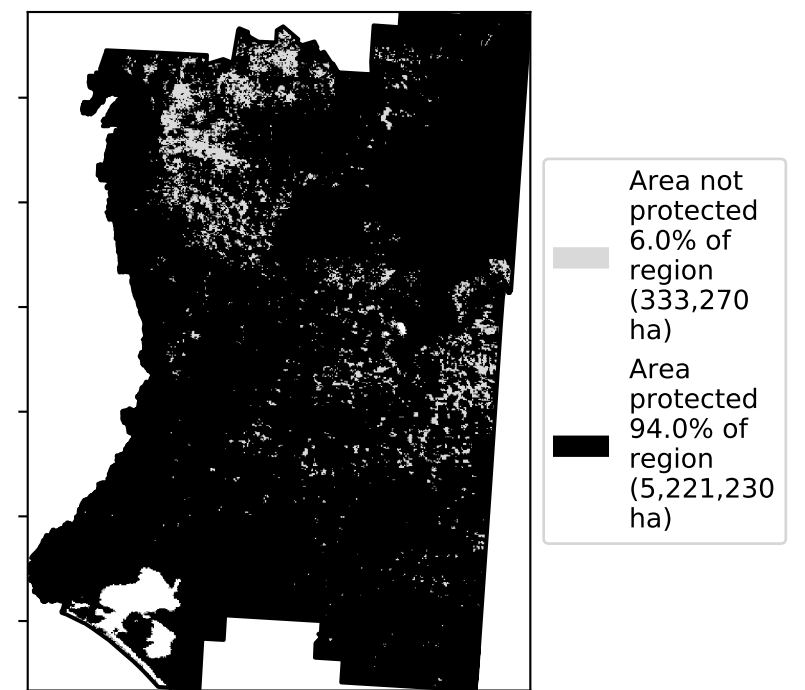 Area not
protected
6.0% of
region
(333,270
ha)
Area
protected
94.0% of
region
(5,221,230
ha)